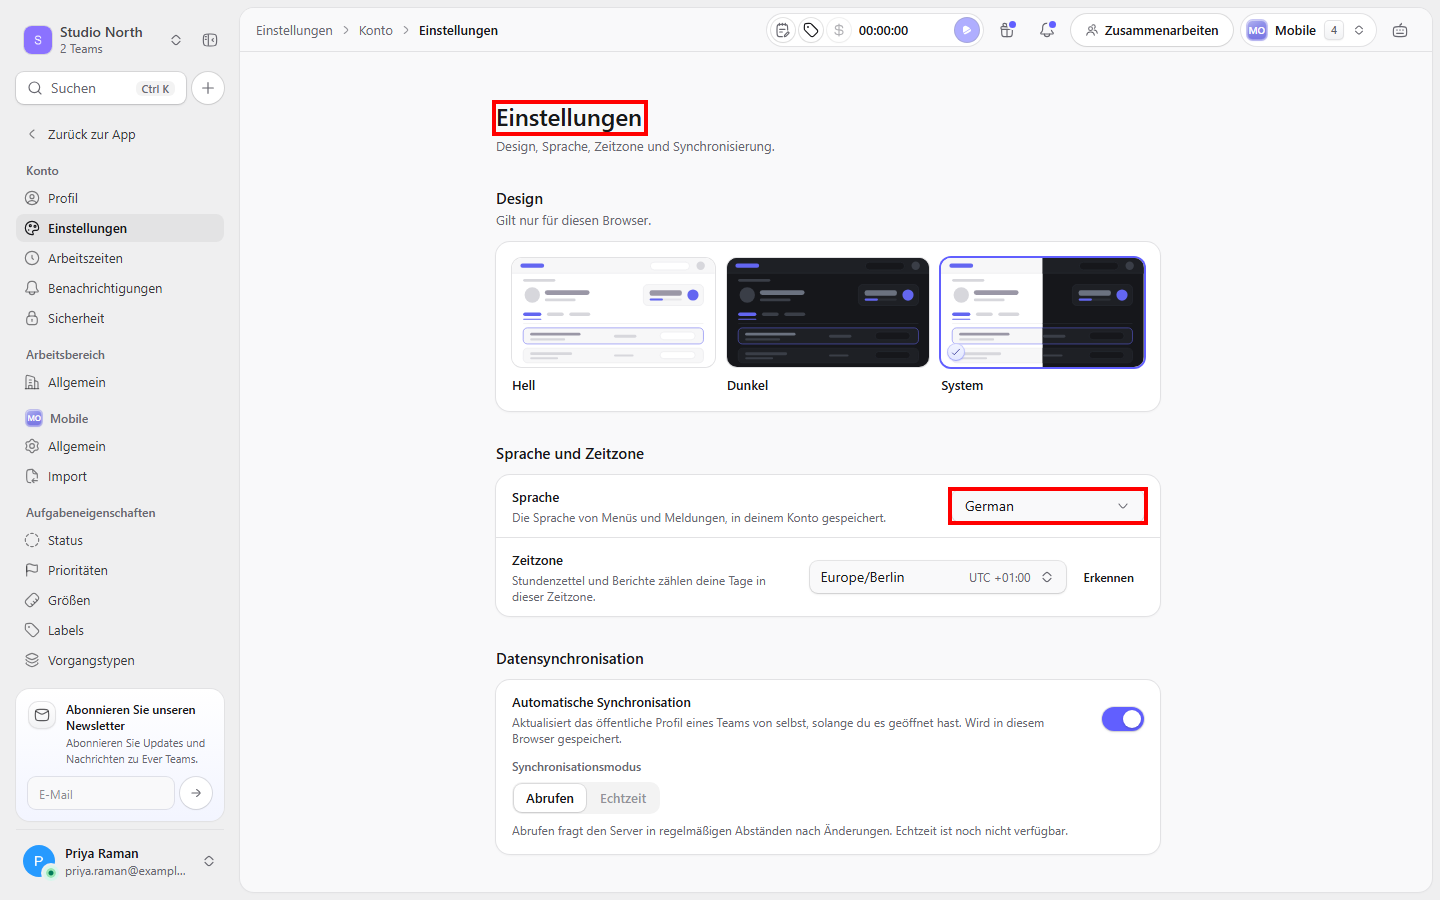 Studio North
2 Teams
Suchen
Ctrl K
Zurück zur App
Konto
Profil
Einstellungen
Arbeitszeiten
Benachrichtigungen
Sicherheit
Arbeitsbereich
Allgemein
MO Mobile
Allgemein
Import
Aufgabeneigenschaften
Status
Prioritäten
Größen
Labels
Vorgangstypen
Abonnieren Sie unseren
Newsletter
Abonnieren Sie Updates und
Nachrichten zu Ever Teams.
E-Mail
P
Priya Raman
priya.raman@exampl...
S
Einstellungen > Konto > Einstellungen
00:00:00
Zusammenarbeiten
MO Mobile 4
Einstellungen
Design, Sprache, Zeitzone und Synchronisierung.
Design
Gilt nur für diesen Browser.
Hell
Dunkel
System
Sprache und Zeitzone
Sprache
Die Sprache von Menüs und Meldungen, in deinem Konto gespeichert.
German
Zeitzone
Stundenzettel und Berichte zählen deine Tage in
dieser Zeitzone.
Europe/Berlin
UTC +01:00
Erkennen
Datensynchronisation
Automatische Synchronisation
Aktualisiert das öffentliche Profil eines Teams von selbst, solange du es geöffnet hast. Wird in diesem
Browser gespeichert.
Synchronisationsmodus
Abrufen
Echtzeit
Abrufen fragt den Server in regelmäßigen Abständen nach Änderungen. Echtzeit ist noch nicht verfügbar.